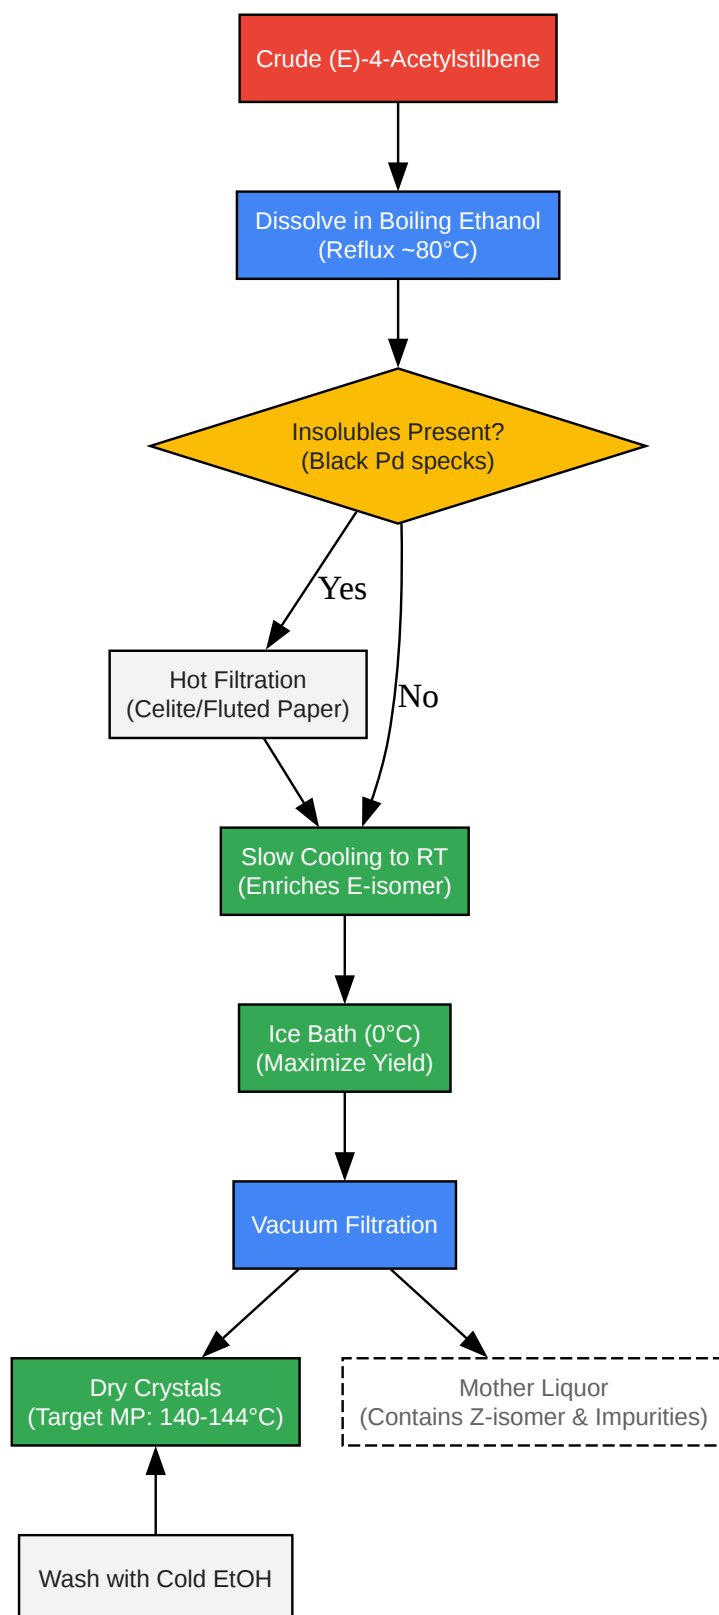 Crude (E)-4-Acetylstilbene
Dissolve in Boiling Ethanol
(Reflux ~80°C)
Insolubles Present?
(Black Pd specks)
Yes
Hot Filtration
(Celite/Fluted Paper)
No
Slow Cooling to RT
(Enriches E-isomer)
Ice Bath (0°C)
(Maximize Yield)
Vacuum Filtration
Dry Crystals
(Target MP: 140-144°C)
Mother Liquor
(Contains Z-isomer & Impurities)
Wash with Cold EtOH